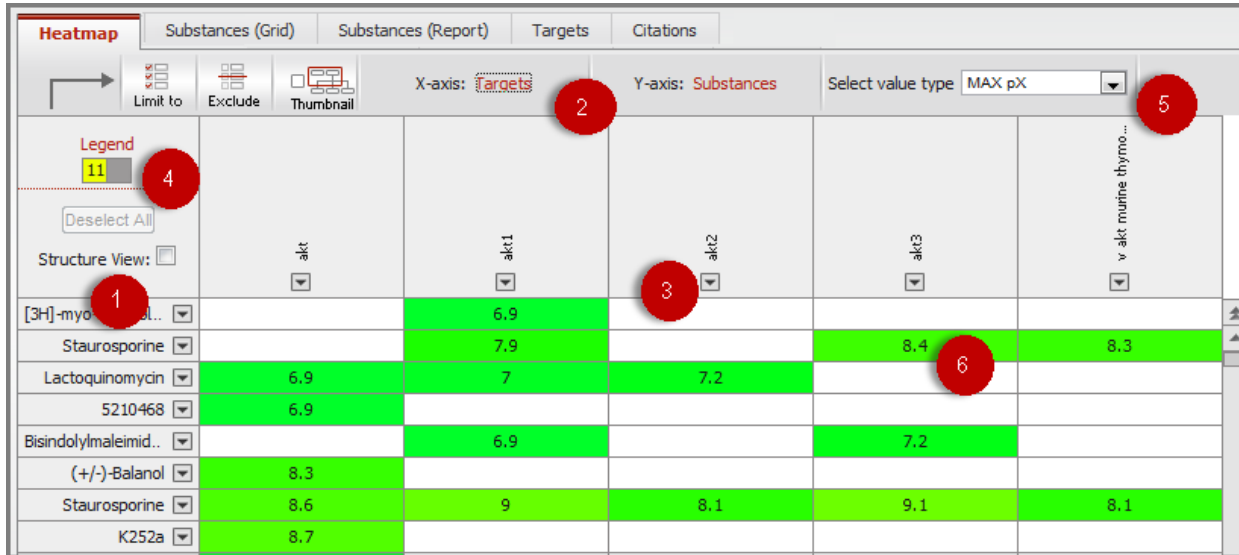 Heatmap Substances (Grid) Substances (Report) Targets Citations
Limit to Exclude Thumbnail X-axis: Targets 2 Y-axis: Substances Select value type MAX pX 5
Legend
11 4
Deselect All
Structure View:
akt akt1 akt2 akt3 v akt murine thymo...
1 3
[3H]-myo- 6.9
Staurosporine 7.9 8.4 8.3
6
Lactoquinomycin 6.9 7 7.2
5210468 6.9
Bisindolylmaleimid.. 6.9 7.2
(+/-)-Balanol 8.3
Staurosporine 8.6 9 8.1 9.1 8.1
K252a 8.7